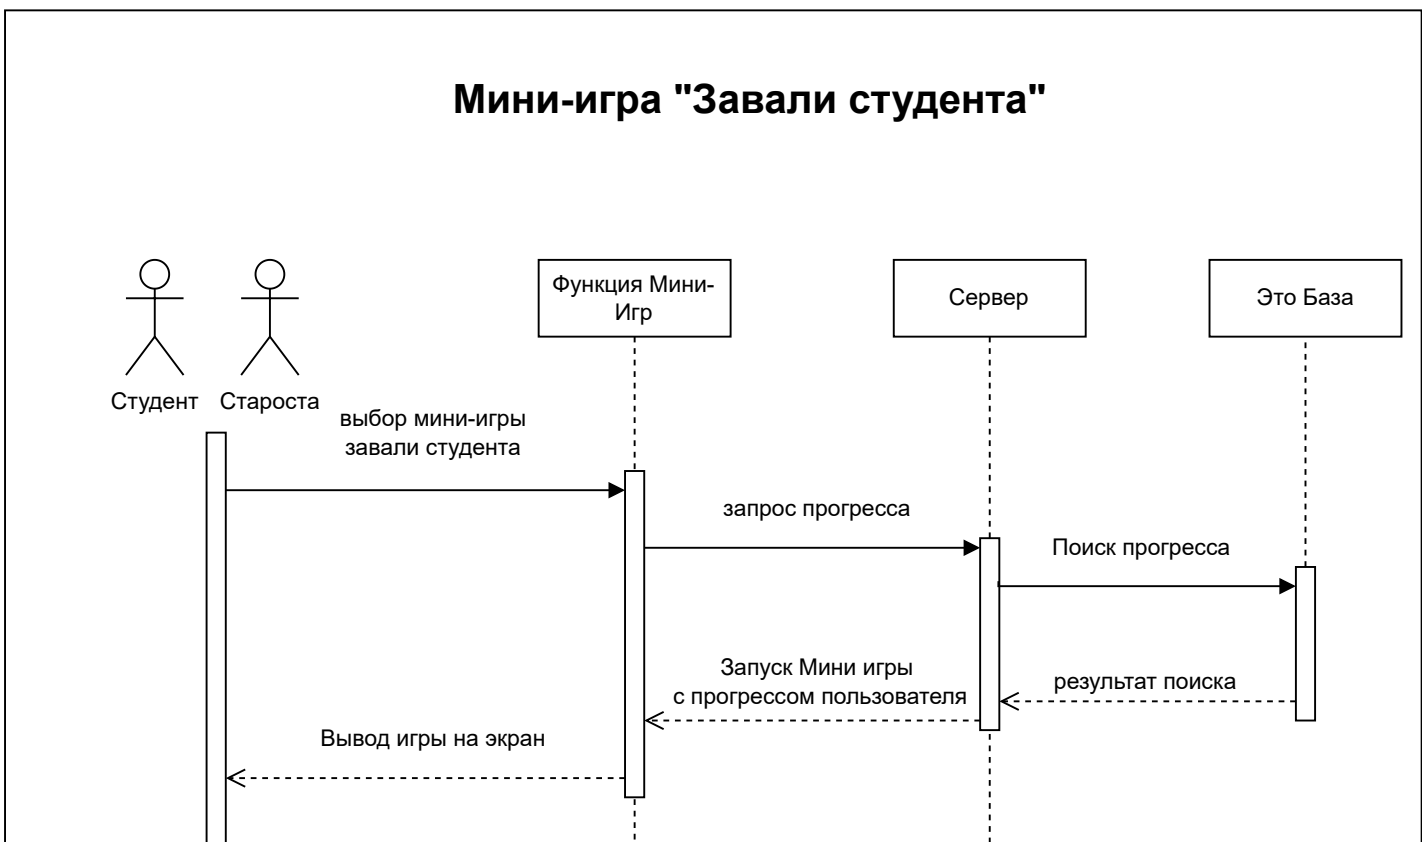 Мини-игра "Завали студента"
Функция Мини-
Игр
Сервер
Это База
Студент
Староста
выбор мини-игры
завали студента
запрос прогресса
Поиск прогресса
Запуск Мини игры
с прогрессом пользователя
результат поиска
Вывод игры на экран